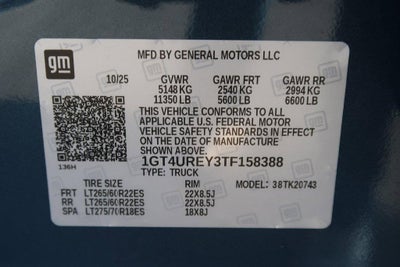 gm
MFD BY GENERAL MOTORS LLC
10/25 GVWR GAWR FRT GAWR RR
5148 KG 2540 KG 2994 KG
11350 LB 5600 LB 6600 LB
THIS VEHICLE CONFORMS TO ALL
APPLICABLE U.S. FEDERAL MOTOR
VEHICLE SAFETY STANDARDS IN EFFECT
ON THE DATE OF MANUFACTURE SHOWN ABOVE.
1GT4UREY3TF158388
136H
TYPE: TRUCK
TIRE SIZE RIM MODEL: 38TK20743
FRT LT265/60R22ES 22X8.5J
RR LT265/60R22ES 22X8.5J
SPA LT275/70R18ES 18X8J